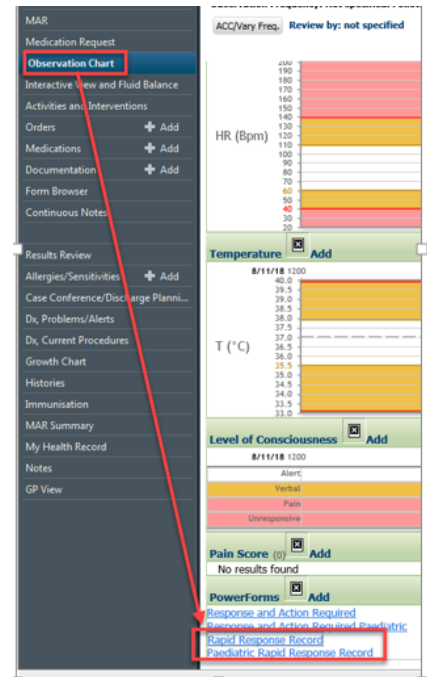 MAR
Medication Request
Observation Chart
Interactive View and Fluid Balance
Activities and Interventions
Orders + Add
Medications + Add
Documentation + Add
Form Browser
Continuous Notes
Results Review
Allergies/Sensitivities + Add
Case Conference/Discharge Planni...
Dx, Problems/Alerts
Dx, Current Procedures
Growth Chart
Histories
Immunisation
MAR Summary
My Health Record
Notes
GP View
ACC/Vary Freq. Review by: not specified
HR (Bpm)
200
190
180
170
160
150
140
130
120
110
100
90
80
70
60
50
40
30
20
Temperature Add
8/11/18 1200
T (°C)
40.0
39.5
39.0
38.5
38.0
37.5
37.0
36.5
36.0
35.5
35.0
34.5
34.0
33.5
33.0
Level of Consciousness Add
8/11/18 1200
Alert
Verbal
Pain
Unresponsive
Pain Score (0) Add
No results found
PowerForms Add
Response and Action Required
Response and Action Required Paediatric
Rapid Response Record
Paediatric Rapid Response Record